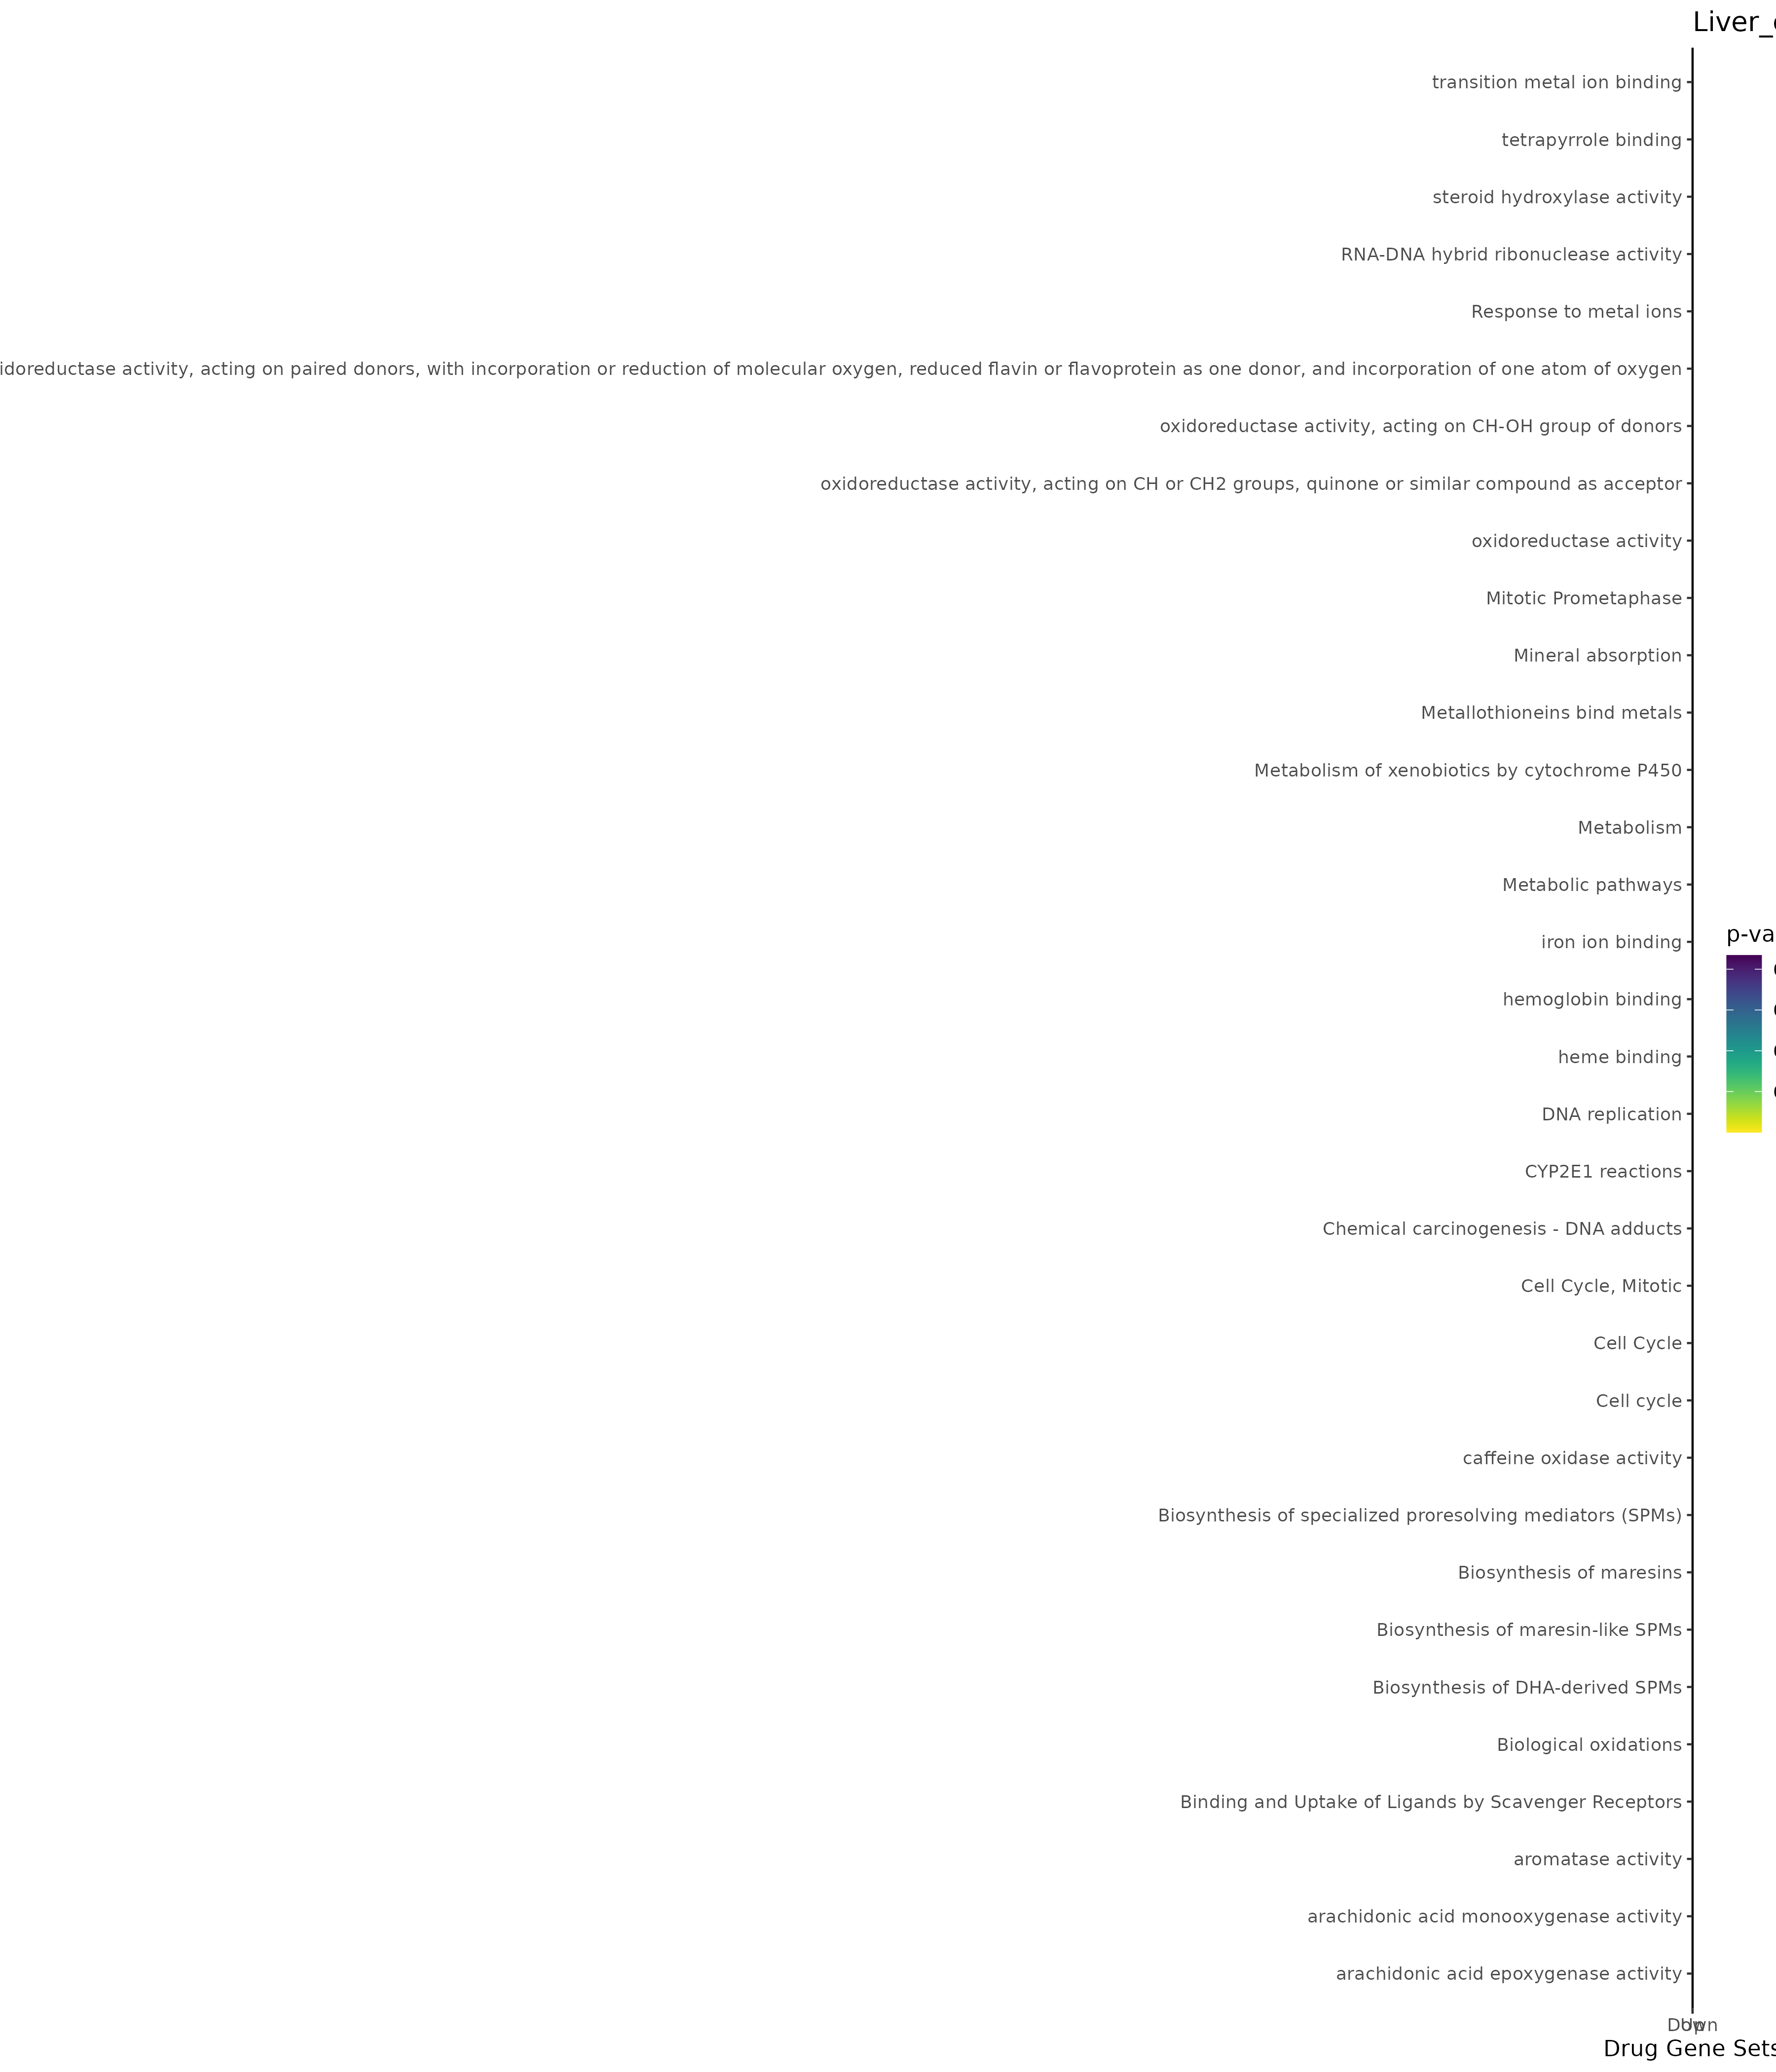 Liver_
transition metal ion binding
tetrapyrrole binding
steroid hydroxylase activity
RNA-DNA hybrid ribonuclease activity
Response to metal ions
idoreductase activity, acting on paired donors, with incorporation or reduction of molecular oxygen, reduced flavin or flavoprotein as one donor, and incorporation of one atom of oxygen
oxidoreductase activity, acting on CH-OH group of donors
oxidoreductase activity, acting on CH or CH2 groups, quinone or similar compound as acceptor
oxidoreductase activity
Mitotic Prometaphase
Mineral absorption
Metallothioneins bind metals
Metabolism of xenobiotics by cytochrome P450
Metabolism
Metabolic pathways
p-va
iron ion binding
hemoglobin binding
heme binding
DNA replication
CYP2E1 reactions
Chemical carcinogenesis - DNA adducts
Cell Cycle, Mitotic
Cell Cycle
Cell cycle
caffeine oxidase activity
Biosynthesis of specialized proresolving mediators (SPMs)
Biosynthesis of maresins
Biosynthesis of maresin-like SPMs
Biosynthesis of DHA-derived SPMs
Biological oxidations
Binding and Uptake of Ligands by Scavenger Receptors
aromatase activity
arachidonic acid monooxygenase activity
arachidonic acid epoxygenase activity
Down
Up
Drug Gene Sets